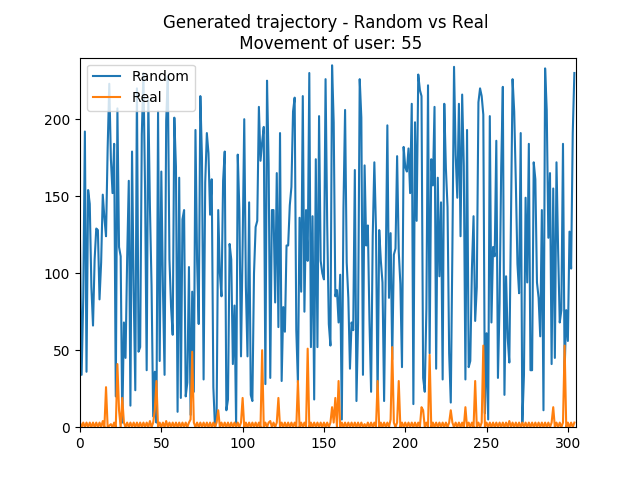 Generated trajectory - Random vs Real
Movement of user: 55
Random
Real
200
150
100
50
0
0 50 100 150 200 250 300